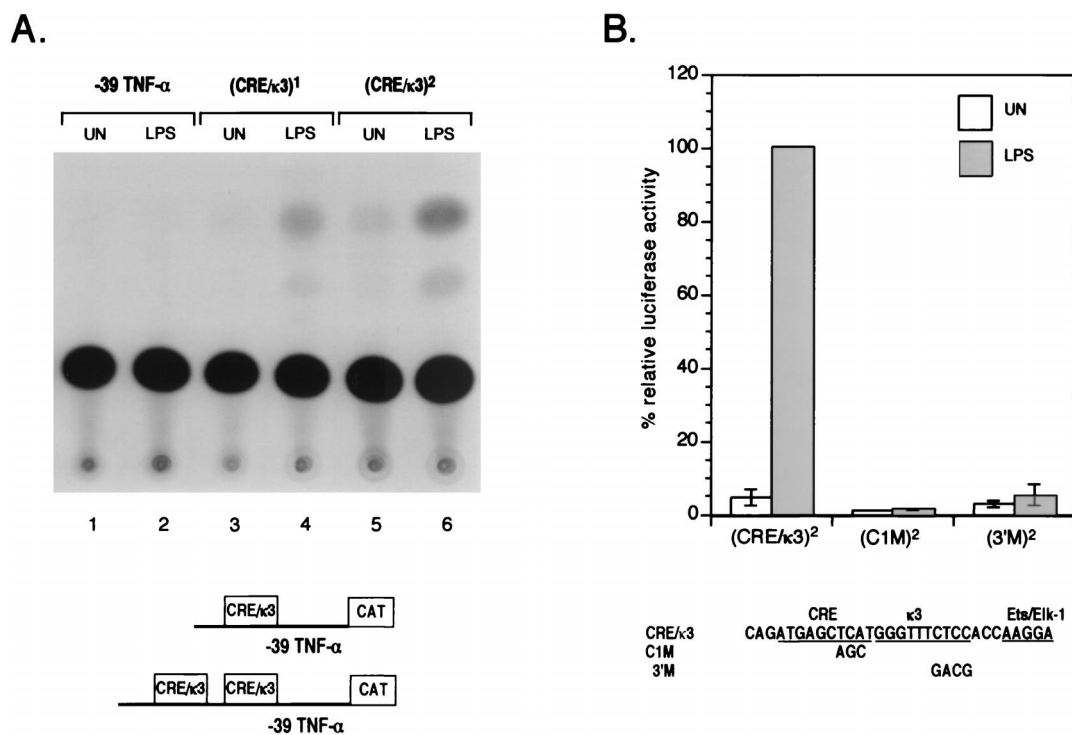 A.
-39 TNF-α (CRE/κ3)¹ (CRE/κ3)²
UN LPS UN LPS UN LPS
1 2 3 4 5 6
CRE/κ3 CAT
-39 TNF-α
CRE/κ3 CRE/κ3 CAT
-39 TNF-α
B.
% relative luciferase activity
120
100
80
60
40
20
0
UN
LPS
(CRE/κ3)² (C1M)² (3'M)²
CRE κ3 Ets/Elk-1
CRE/κ3 CAGATGAGCTCATGGGTTTCTCCACCAAGGA
C1M AGC
3'M GACG